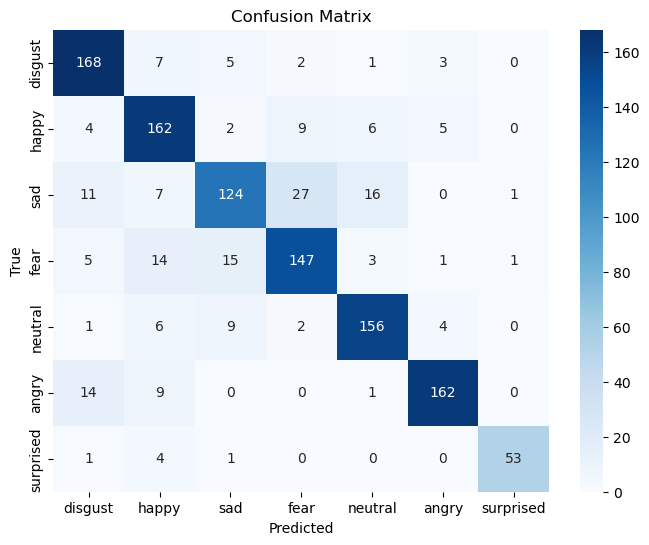 Confusion Matrix
disgust 168 7 5 2 1 3 0
happy 4 162 2 9 6 5 0
sad 11 7 124 27 16 0 1
fear 5 14 15 147 3 1 1
neutral 1 6 9 2 156 4 0
angry 14 9 0 0 1 162 0
surprised 1 4 1 0 0 0 53
disgust happy sad fear neutral angry surprised
Predicted
True
160
140
120
100
80
60
40
20
0